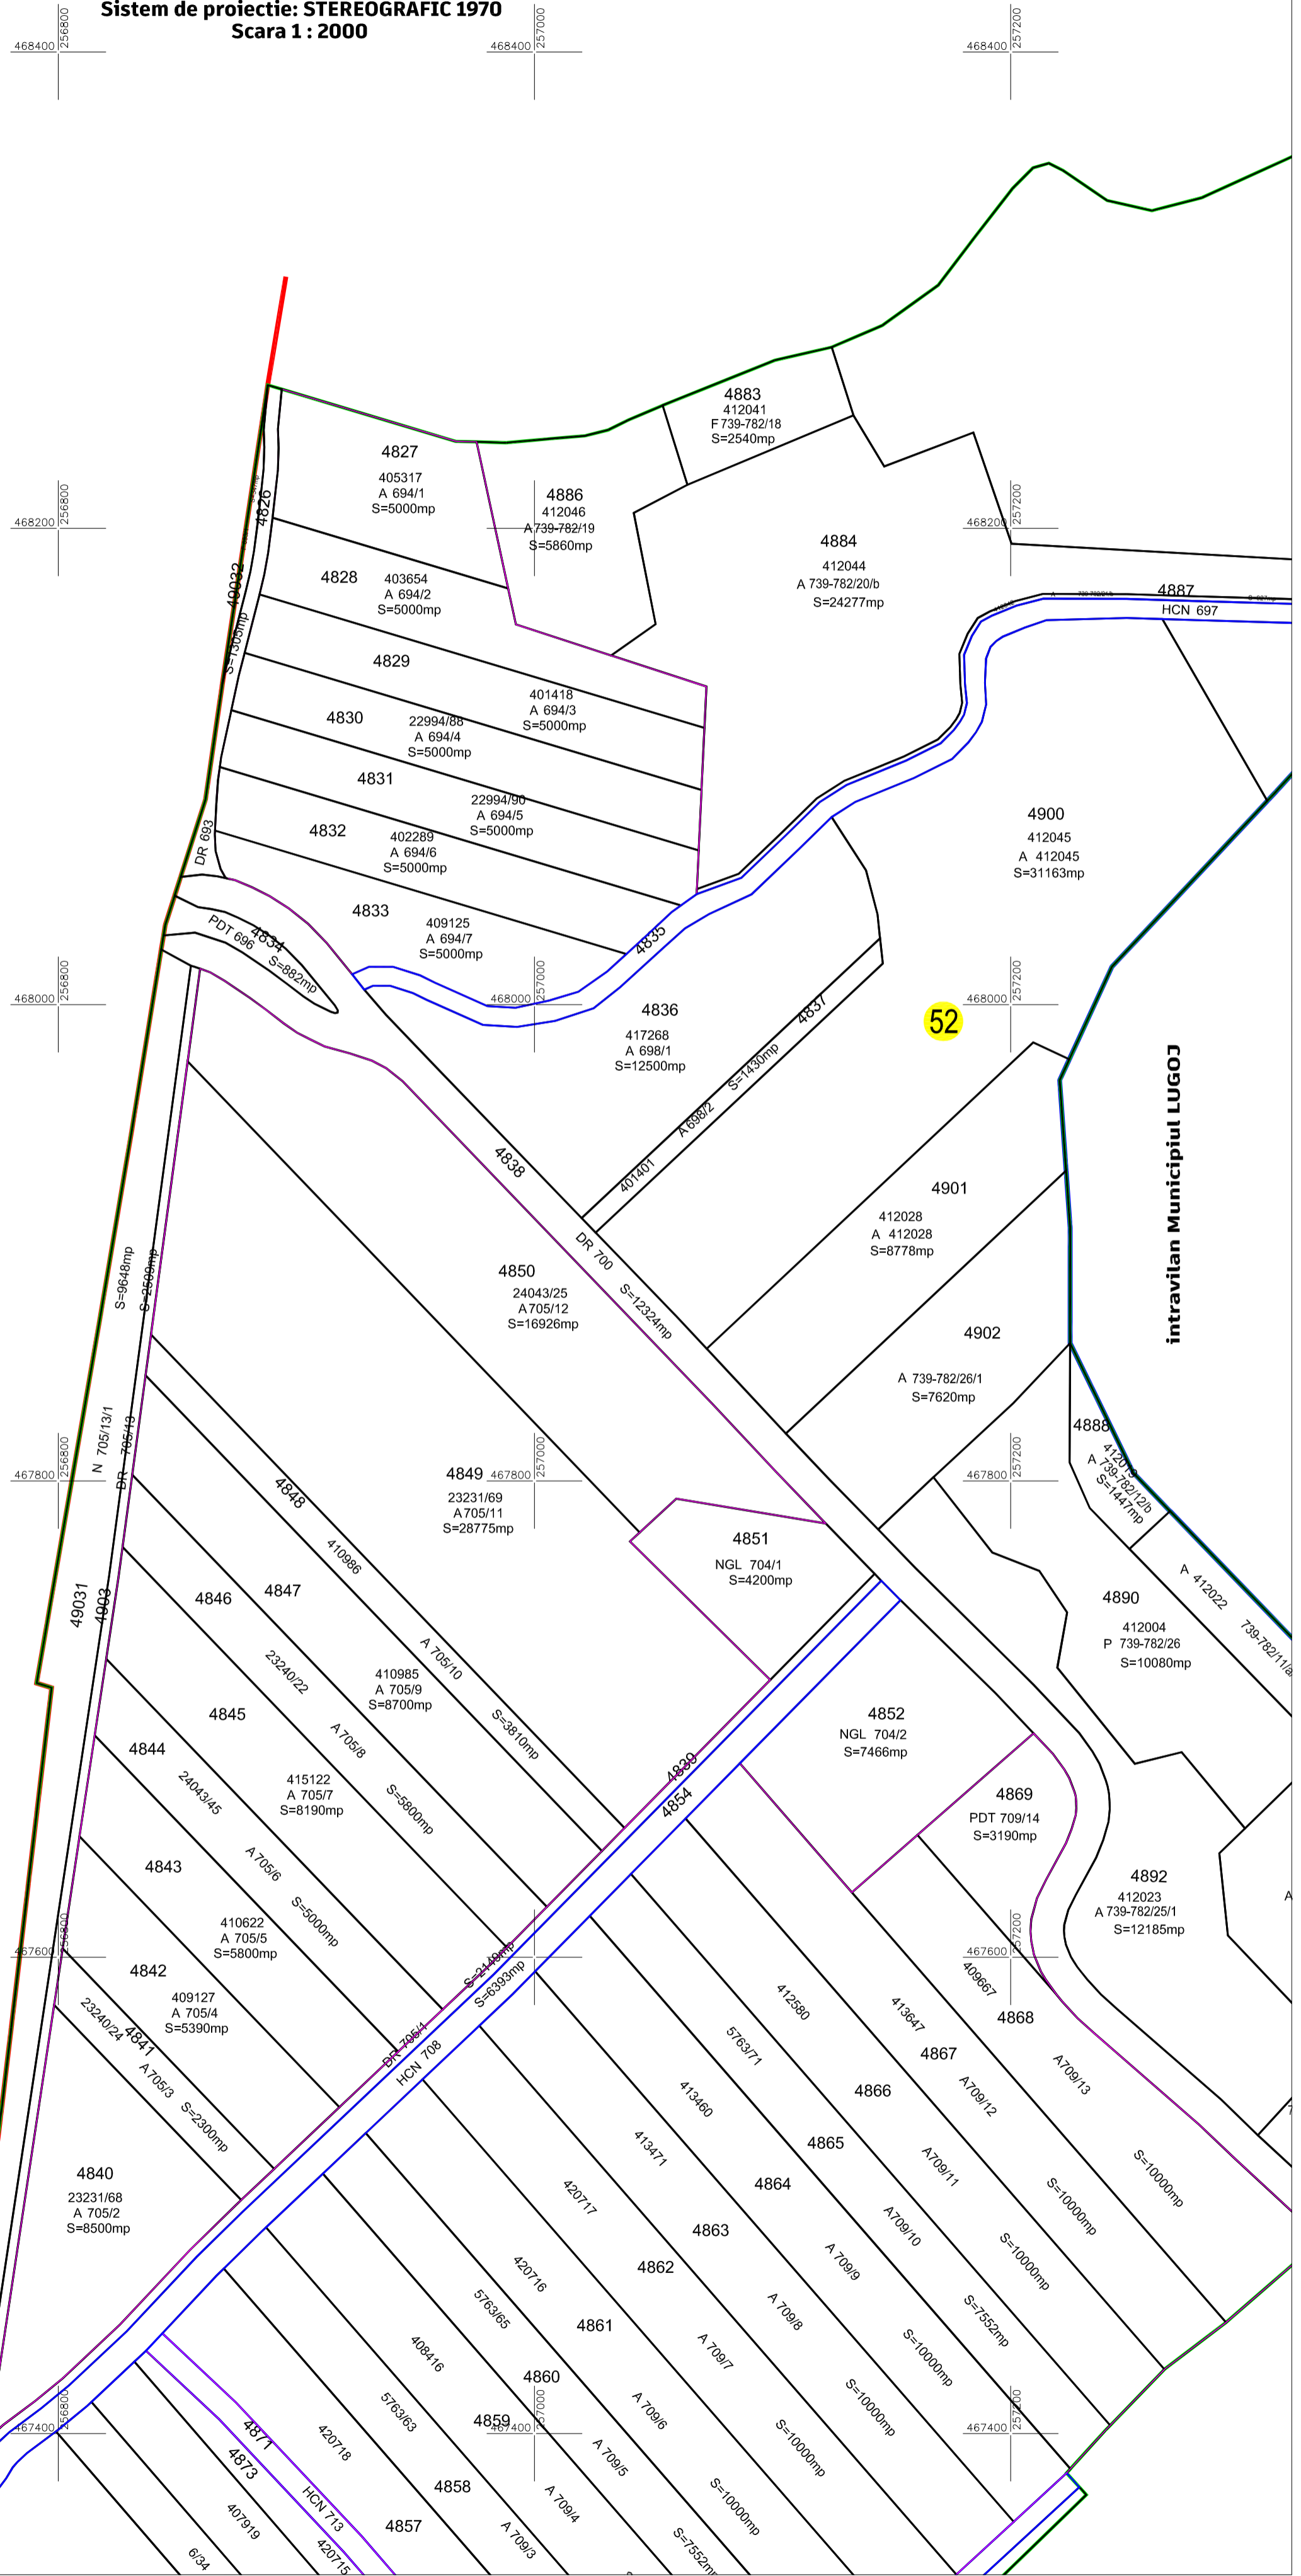 Sistem de proiectie: STEREOGRAFIC 1970
Scara 1 : 2000
468400
256800
468400
257000
468400
257200
4883
412041
F 739-782/18
S=2540mp
4827
405317
A 694/1
S=5000mp
4886
412046
A 739-782/19
S=5860mp
468200
256800
4826
468200
257200
4884
412044
A 739-782/20/b
S=24277mp
4828
403654
A 694/2
S=5000mp
49032
S=1305mp
4887
HCN 697
4829
401418
A 694/3
S=5000mp
4830
22994/88
A 694/4
S=5000mp
4831
22994/90
A 694/5
S=5000mp
4832
402289
A 694/6
S=5000mp
DR 693
4900
412045
A 412045
S=31163mp
4833
409125
A 694/7
S=5000mp
PDT 696
4834
S=882mp
4835
468000
256800
468000
257000
468000
257200
4836
417268
A 698/1
S=12500mp
4837
S=1430mp
A 698/2
401401
52
intravilan Municipiul LUGOJ
4838
DR 700
S=12324mp
4901
412028
A 412028
S=8778mp
4850
24043/25
A 705/12
S=16926mp
S=9648mp
S=2509mp
4902
A 739-782/26/1
S=7620mp
N 705/13/1
DR 705/13
4888
412019
A 739-782/12/b
S=1447mp
467800
256800
467800
257000
467800
257200
4849
23231/69
A 705/11
S=28775mp
4848
410986
A 705/10
S=3810mp
4851
NGL 704/1
S=4200mp
49031
4903
4846
23240/22
A 705/8
S=5800mp
4847
410985
A 705/9
S=8700mp
4890
412004
P 739-782/26
S=10080mp
A 412022
739-782/11/a
4845
415122
A 705/7
S=8190mp
4844
24043/45
A 705/6
S=5000mp
4852
NGL 704/2
S=7466mp
4839
4854
4869
PDT 709/14
S=3190mp
4843
410622
A 705/5
S=5800mp
4892
412023
A 739-782/25/1
S=12185mp
A
467600
256800
467600
257200
S=2149mp
S=6393mp
DR 705/1
HCN 708
4842
409127
A 705/4
S=5390mp
4841
23240/24
A 705/3
S=2300mp
4840
23231/68
A 705/2
S=8500mp
409667
4868
A709/13
S=10000mp
413647
4867
A709/12
S=10000mp
412580
4866
A709/11
S=10000mp
5763/71
4865
A709/10
S=7552mp
413460
4864
A 709/9
S=10000mp
413471
4863
A 709/8
S=10000mp
420717
4862
A 709/7
S=10000mp
420716
4861
A 709/6
S=10000mp
5763/65
4860
A 709/5
S=7552mp
408416
4859
A 709/4
5763/63
4858
A 709/3
420718
4857
467400
256800
467400
257000
467400
257200
4871
HCN 713
4873
420715
407919
6/34